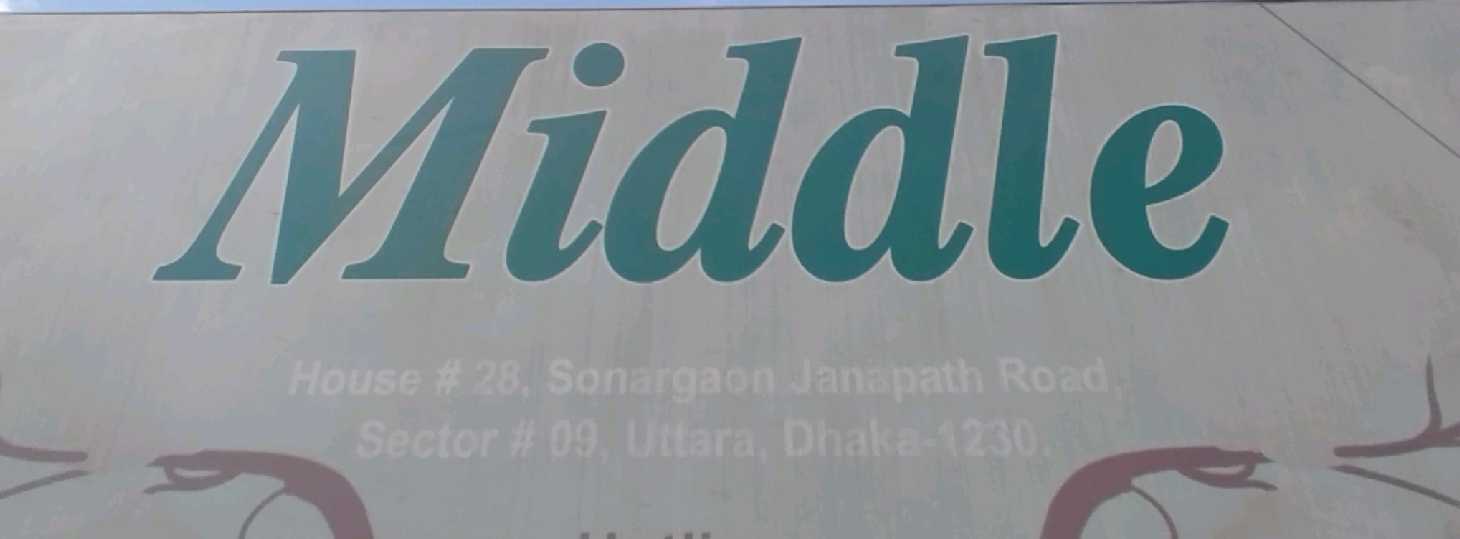 Middle
House # 28, Sonargaon Janapath Road,
Sector # 09, Uttara, Dhaka-1230.